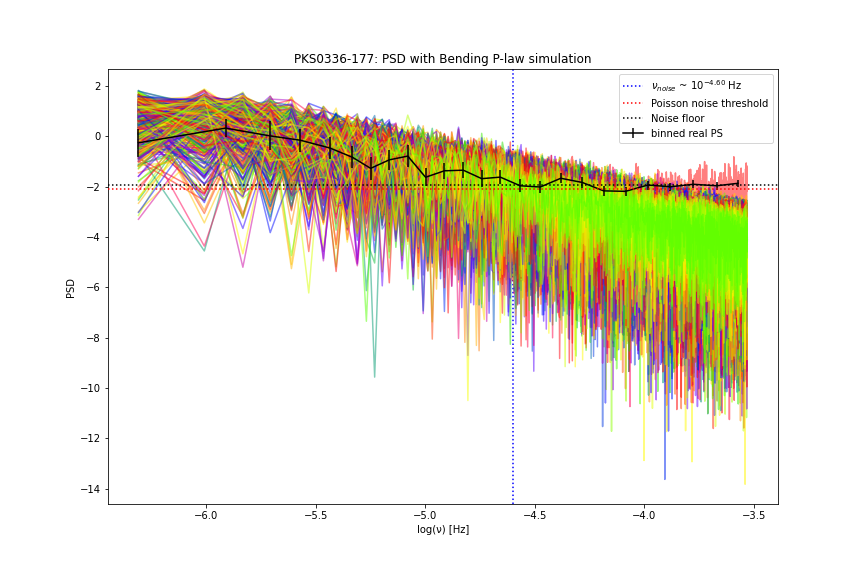 PKS0336-177: PSD with Bending P-law simulation
ν_noise ~ 10^−4.60 Hz
Poisson noise threshold
Noise floor
binned real PS
2
0
−2
−4
−6
−8
−10
−12
−14
PSD
−6.0 −5.5 −5.0 −4.5 −4.0 −3.5
log(ν) [Hz]